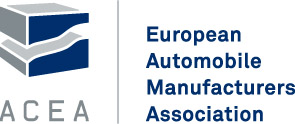 ACEA
European
Automobile
Manufacturers
Association